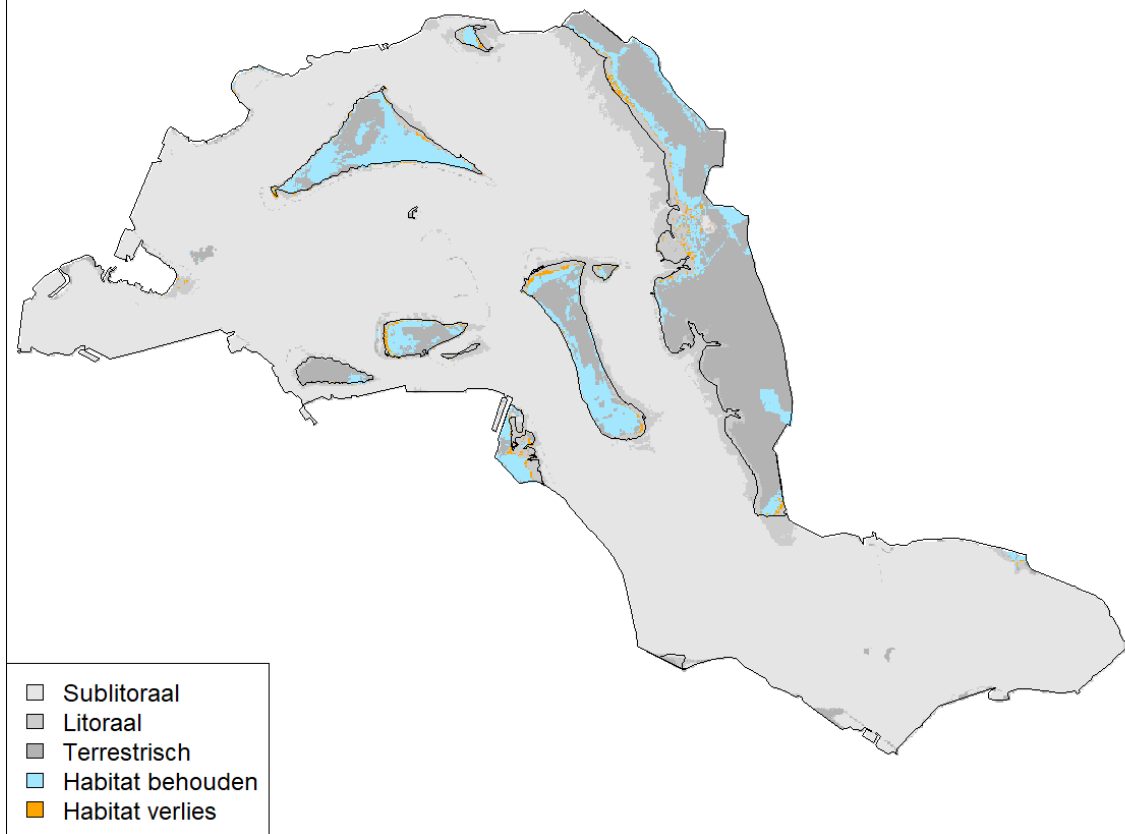 Sublitoraal
Litoraal
Terrestrisch
Habitat behouden
Habitat verlies